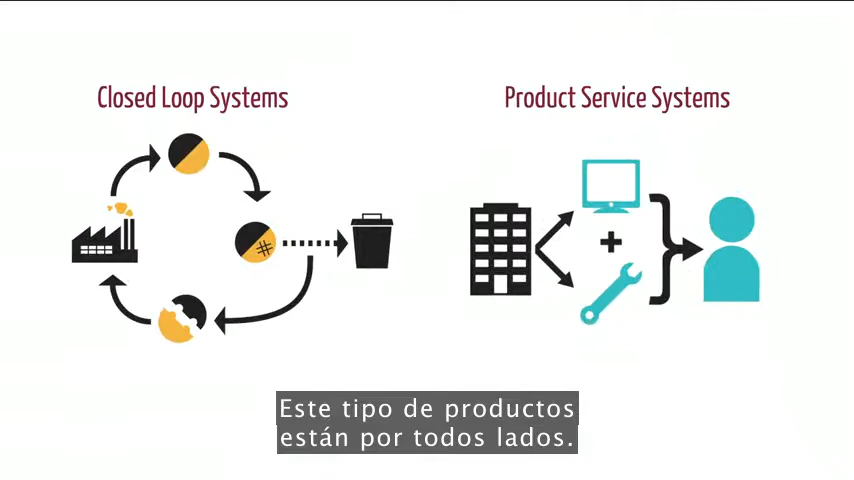 Closed Loop Systems
Product Service Systems
Este tipo de productos
están por todos lados.